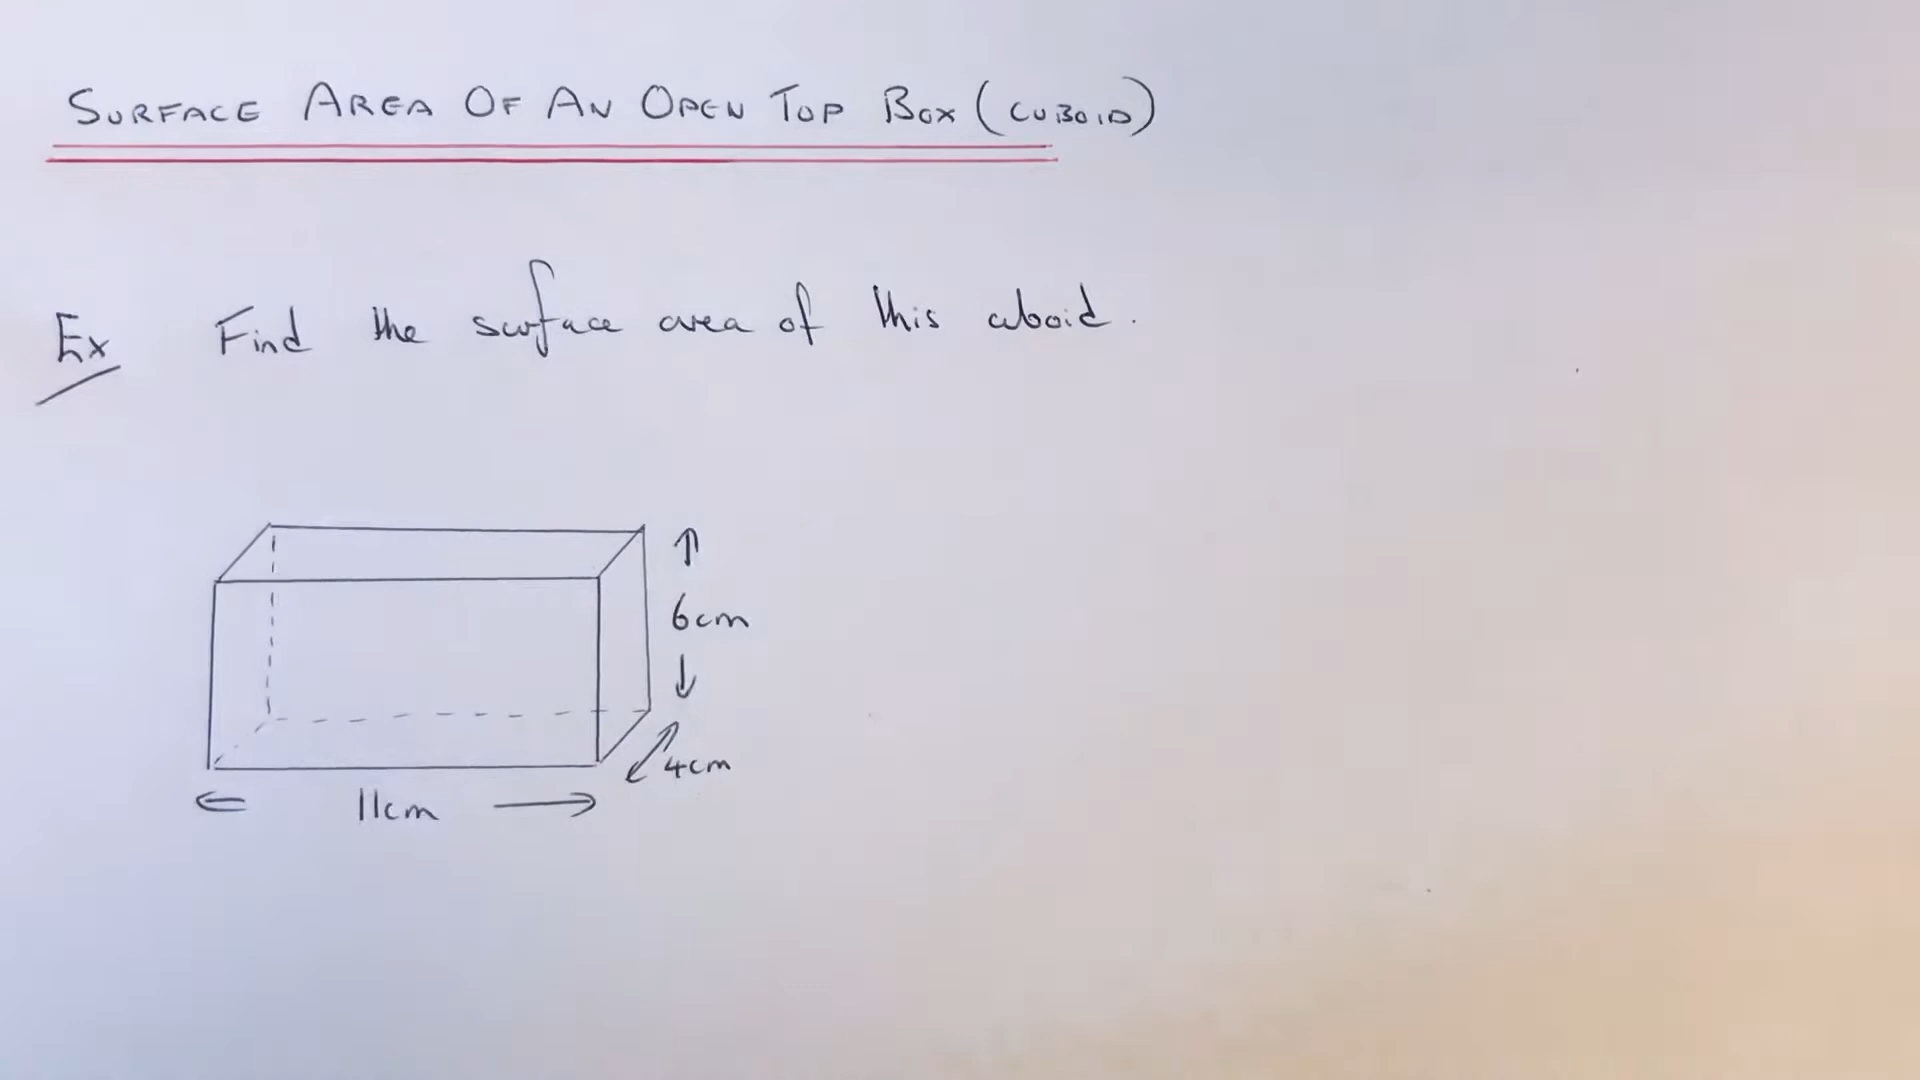 SURFACE AREA OF AN OPEN TOP BOX (CUBOID)
Ex Find the surface area of this cuboid.
6cm
4cm
11cm